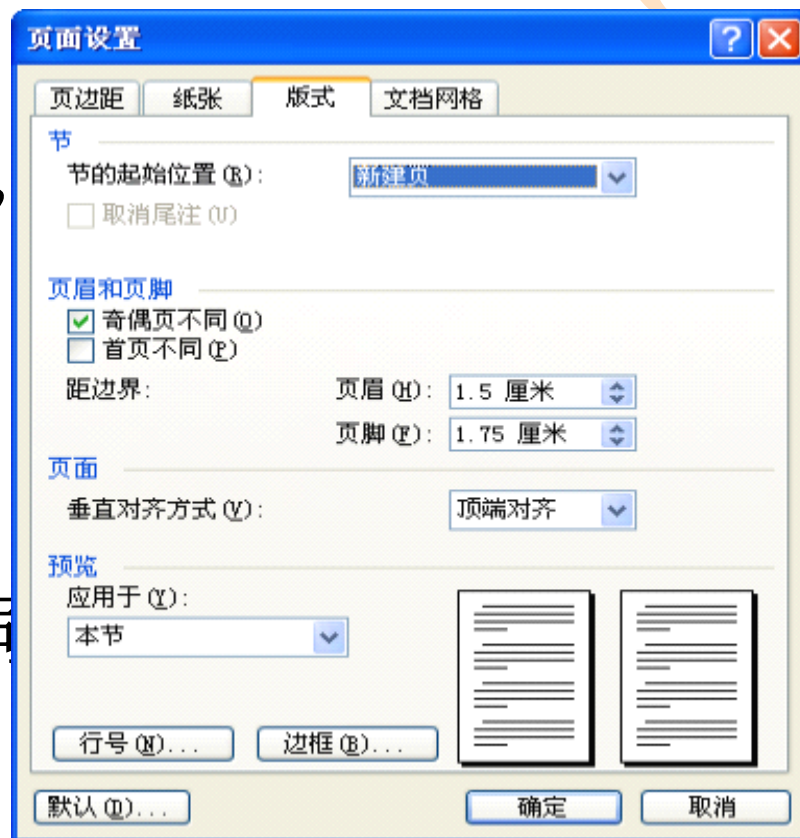 页面设置
页边距 纸张 版式 文档网格
节
节的起始位置(R): 新建页
取消尾注(U)
，
页眉和页脚
奇偶页不同(O)
首页不同(P)
距边界: 页眉(H): 1.5 厘米
页脚(F): 1.75 厘米
页面
垂直对齐方式(V): 顶端对齐
预览
应用于(Y):
本节
行号(N)... 边框(B)...
默认(D)... 确定 取消